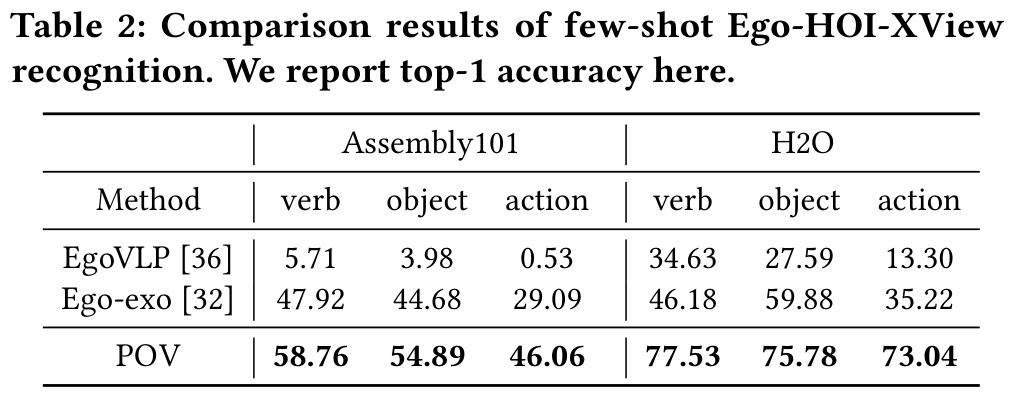 Table 2: Comparison results of few-shot Ego-HOI-XView
recognition. We report top-1 accuracy here.
Assembly101 H2O
Method verb object action verb object action
EgoVLP [36] 5.71 3.98 0.53 34.63 27.59 13.30
Ego-exo [32] 47.92 44.68 29.09 46.18 59.88 35.22
POV 58.76 54.89 46.06 77.53 75.78 73.04